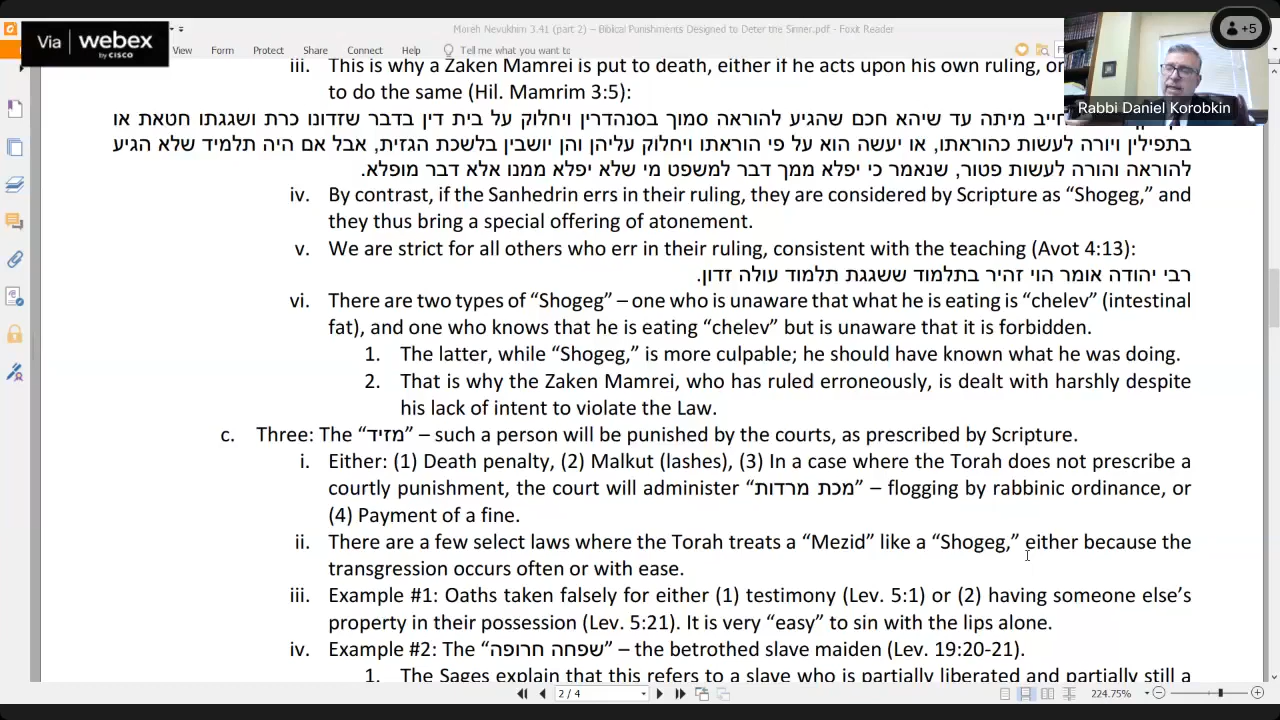 Via webex
by CISCO
Moreh Nevukhim 3.41 (part 2) – Biblical Punishments Designed to Deter the Sinner.pdf - Foxit Reader
+5
View Form Protect Share Connect Help Tell me what you want to
Rabbi Daniel Korobkin
iii. This is why a Zaken Mamrei is put to death, either if he acts upon his own ruling, or
to do the same (Hil. Mamrim 3:5):
חייב מיתה עד שיהא חכם שהגיע להוראה סמוך בסנהדרין ויחלוק על בית דין בדבר שזדונו כרת ושגגתו חטאת או
בתפילין ויורה לעשות כהוראתו, או יעשה הוא על פי הוראתו ויחלוק עליהן והן יושבין בלשכת הגזית, אבל אם היה תלמיד שלא הגיע
להוראה והורה לעשות פטור, שנאמר כי יפלא ממך דבר למשפט מי שלא יפלא ממנו אלא דבר מופלא.
iv. By contrast, if the Sanhedrin errs in their ruling, they are considered by Scripture as “Shogeg,” and
they thus bring a special offering of atonement.
v. We are strict for all others who err in their ruling, consistent with the teaching (Avot 4:13):
רבי יהודה אומר הוי זהיר בתלמוד ששגגת תלמוד עולה זדון.
vi. There are two types of “Shogeg” – one who is unaware that what he is eating is “chelev” (intestinal
fat), and one who knows that he is eating “chelev” but is unaware that it is forbidden.
1. The latter, while “Shogeg,” is more culpable; he should have known what he was doing.
2. That is why the Zaken Mamrei, who has ruled erroneously, is dealt with harshly despite
his lack of intent to violate the Law.
c. Three: The “מזיד” – such a person will be punished by the courts, as prescribed by Scripture.
i. Either: (1) Death penalty, (2) Malkut (lashes), (3) In a case where the Torah does not prescribe a
courtly punishment, the court will administer “מכת מרדות” – flogging by rabbinic ordinance, or
(4) Payment of a fine.
ii. There are a few select laws where the Torah treats a “Mezid” like a “Shogeg,” either because the
transgression occurs often or with ease.
iii. Example #1: Oaths taken falsely for either (1) testimony (Lev. 5:1) or (2) having someone else’s
property in their possession (Lev. 5:21). It is very “easy” to sin with the lips alone.
iv. Example #2: The “שפחה חרופה” – the betrothed slave maiden (Lev. 19:20-21).
1. The Sages explain that this refers to a slave who is partially liberated and partially still a
2 / 4
224.75%